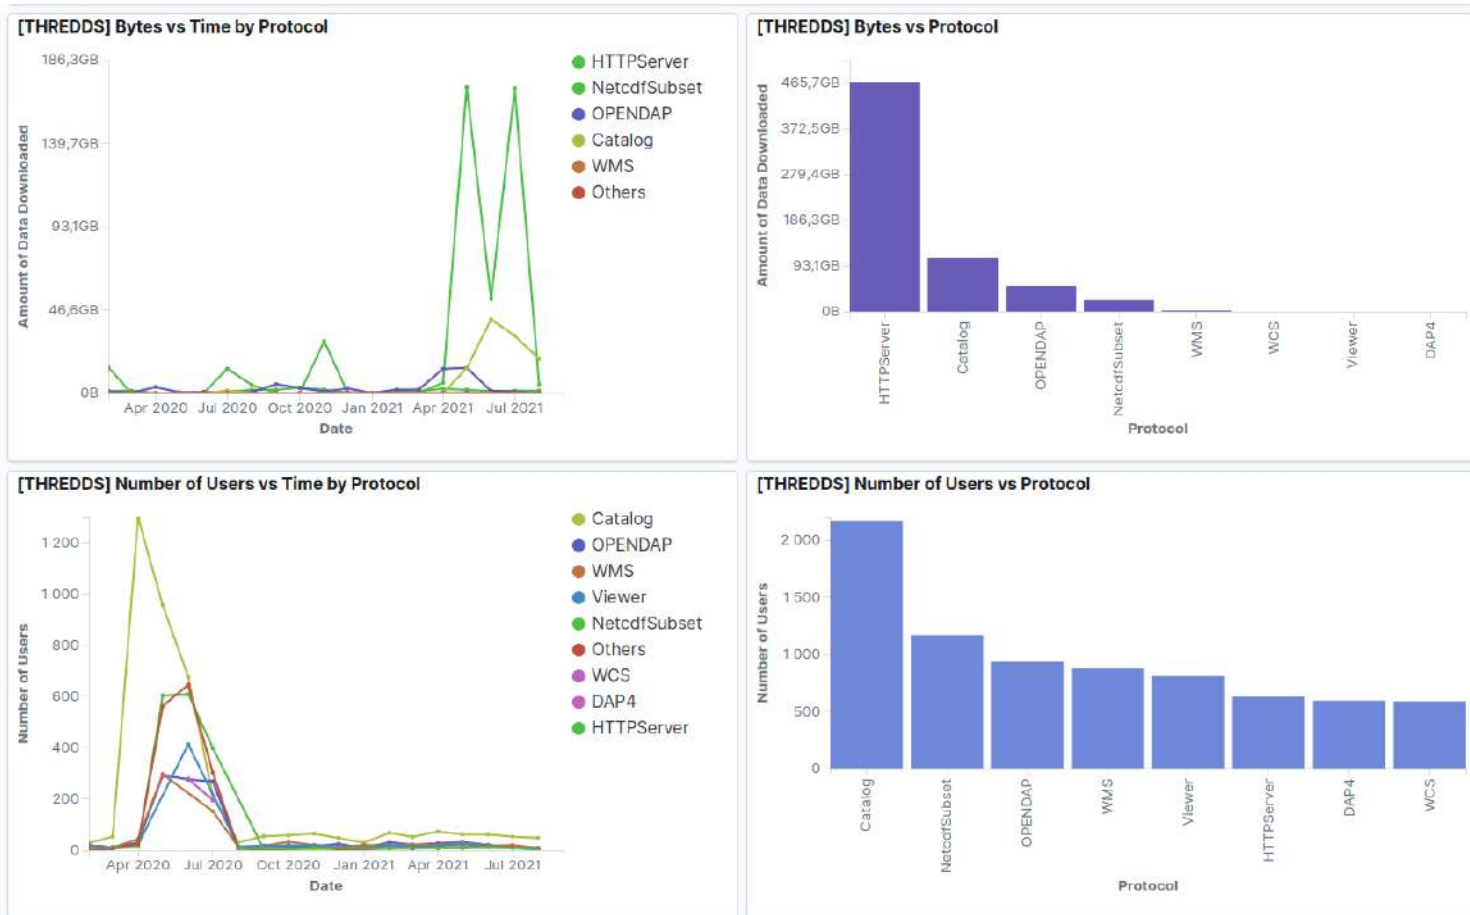 [THREDDS] Bytes vs Time by Protocol
186,3GB
139,7GB
93,1GB
46,6GB
0B
Amount of Data Downloaded
Apr 2020 Jul 2020 Oct 2020 Jan 2021 Apr 2021 Jul 2021
Date
HTTPServer
NetcdfSubset
OPENDAP
Catalog
WMS
Others
[THREDDS] Bytes vs Protocol
465,7GB
372,5GB
279,4GB
186,3GB
93,1GB
0B
Amount of Data Downloaded
HTTPServer
Catalog
OPENDAP
NetcdfSubset
WMS
WCS
Viewer
DAP4
Protocol
[THREDDS] Number of Users vs Time by Protocol
1 200
1 000
800
600
400
200
0
Number of Users
Apr 2020 Jul 2020 Oct 2020 Jan 2021 Apr 2021 Jul 2021
Date
Catalog
OPENDAP
WMS
Viewer
NetcdfSubset
Others
WCS
DAP4
HTTPServer
[THREDDS] Number of Users vs Protocol
2 000
1 500
1 000
500
0
Number of Users
Catalog
NetcdfSubset
OPENDAP
WMS
Viewer
HTTPServer
DAP4
WCS
Protocol